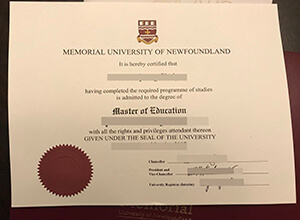 MEMORIAL UNIVERSITY OF NEWFOUNDLAND
It is hereby certified that
having completed the required programme of studies
is admitted to the degree of
Master of Education
with all the rights and privileges attendant thereon
GIVEN UNDER THE SEAL OF THE UNIVERSITY
Chancellor
President and
Vice-Chancellor
University Registrar
Memorial